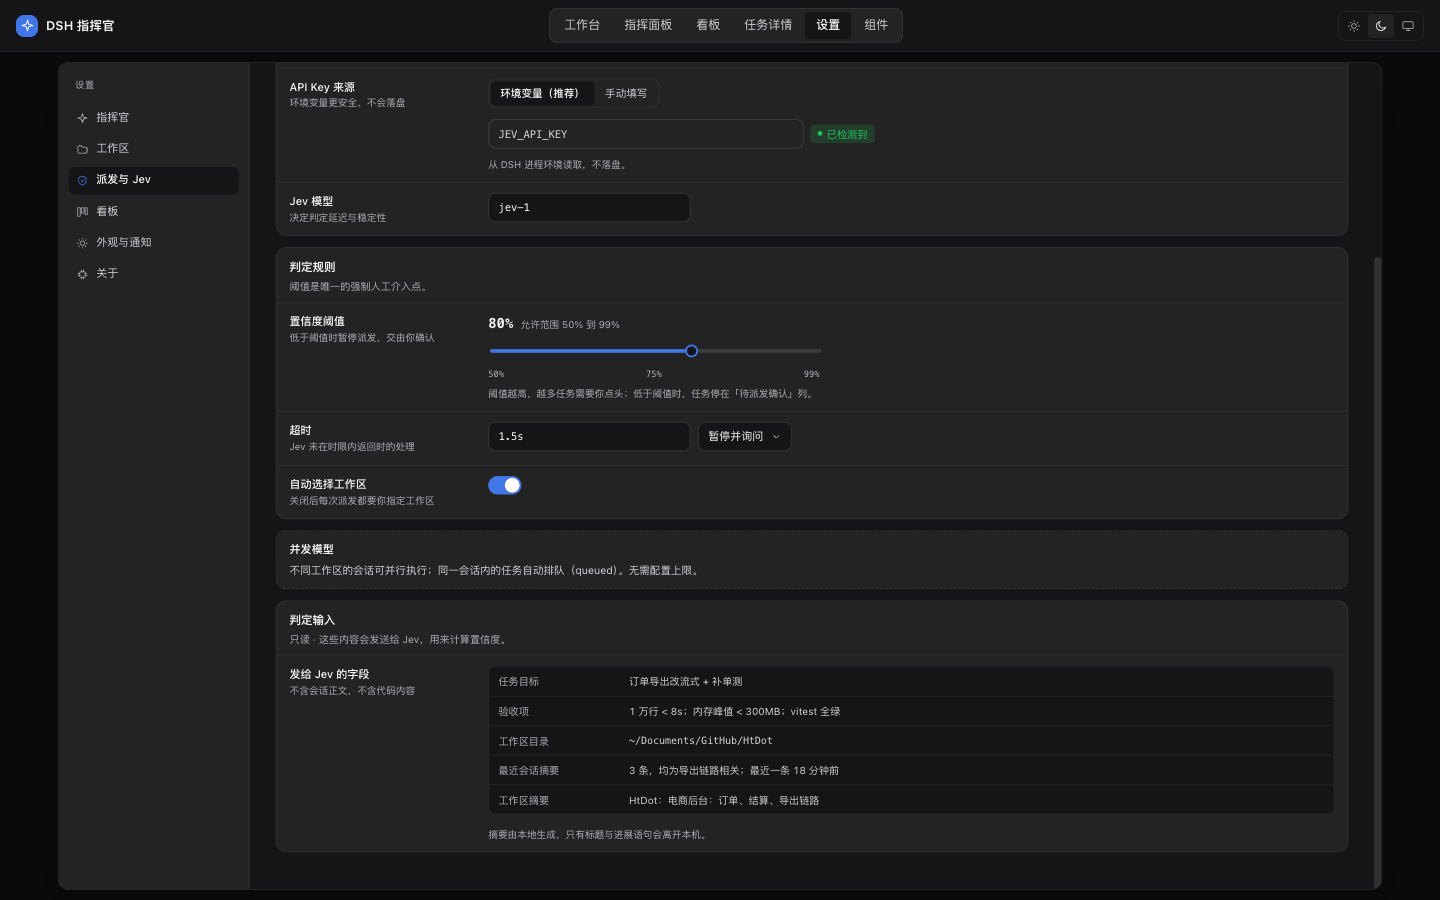 DSH 指挥官
工作台 指挥面板 看板 任务详情 设置 组件
设置
指挥官
工作区
派发与 Jev
看板
外观与通知
关于
API Key 来源
环境变量更安全，不会落盘
环境变量（推荐） 手动填写
JEV_API_KEY
已检测到
从 DSH 进程环境读取，不落盘。
Jev 模型
决定判定延迟与稳定性
jev-1
判定规则
阈值是唯一的强制人工介入点。
置信度阈值
低于阈值时暂停派发，交由你确认
80% 允许范围 50% 到 99%
50% 75% 99%
阈值越高，越多任务需要你点头；低于阈值时，任务停在「待派发确认」列。
超时
Jev 未在时限内返回时的处理
1.5s 暂停并询问
自动选择工作区
关闭后每次派发都要你指定工作区
并发模型
不同工作区的会话可并行执行；同一会话内的任务自动排队（queued）。无需配置上限。
判定输入
只读 · 这些内容会发送给 Jev，用来计算置信度。
发给 Jev 的字段
不含会话正文，不含代码内容
任务目标 订单导出改流式 + 补单测
验收项 1 万行 < 8s；内存峰值 < 300MB；vitest 全绿
工作区目录 ~/Documents/GitHub/HtDot
最近会话摘要 3 条，均为导出链路相关；最近一条 18 分钟前
工作区摘要 HtDot：电商后台：订单、结算、导出链路
摘要由本地生成，只有标题与进展语句会离开本机。